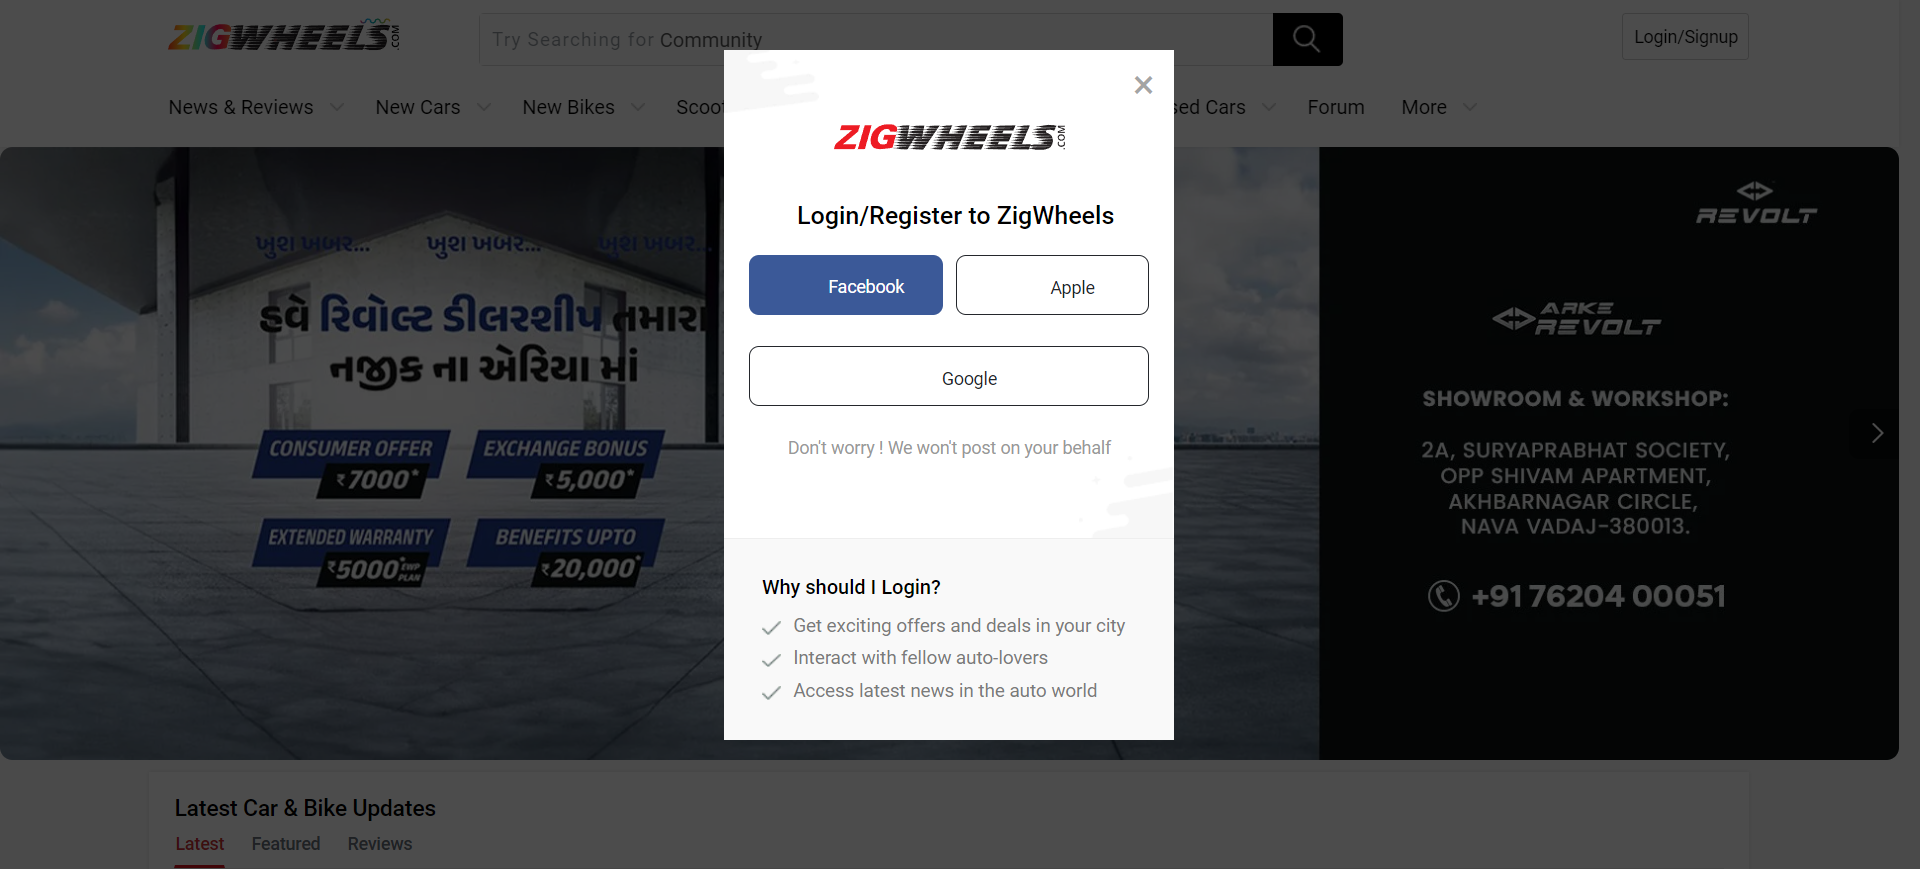 ZIGWHEELS.COM
Try Searching for Community
Login/Signup
News & Reviews
New Cars
New Bikes
Scoot
sed Cars
Forum
More
ZIGWHEELS.COM
Login/Register to ZigWheels
Facebook
Apple
Google
Don't worry ! We won't post on your behalf
Why should I Login?
Get exciting offers and deals in your city
Interact with fellow auto-lovers
Access latest news in the auto world
ખુશ ખબર... ખુશ ખબર... ખુશ ખબર...
હવે રિવોલ્ટ ડીલરશીપ તમારા
નજીક ના એરિયા માં
CONSUMER OFFER
₹7000*
EXCHANGE BONUS
₹5,000*
EXTENDED WARRANTY
₹5000* EWP PLAN
BENEFITS UPTO
₹20,000*
REVOLT
ARKE
REVOLT
SHOWROOM & WORKSHOP:
2A, SURYAPRABHAT SOCIETY,
OPP SHIVAM APARTMENT,
AKHBARNAGAR CIRCLE,
NAVA VADAJ-380013.
+91 76204 00051
Latest Car & Bike Updates
Latest
Featured
Reviews